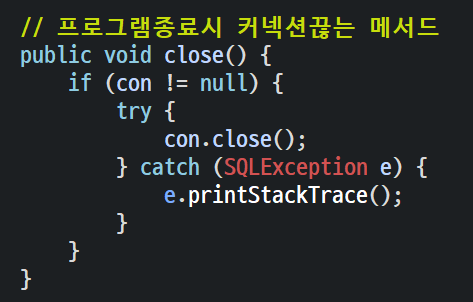 // 프로그램종료시 커넥션끊는 메서드
public void close() {
    if (con != null) {
        try {
            con.close();
        } catch (SQLException e) {
            e.printStackTrace();
        }
    }
}